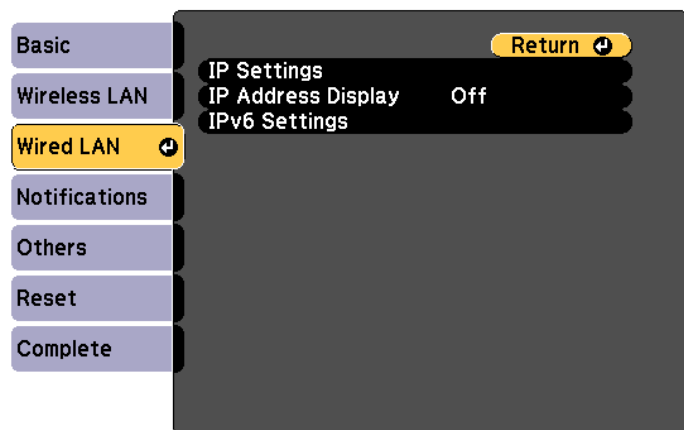 Basic
Wireless LAN
Wired LAN
Notifications
Others
Reset
Complete
Return
IP Settings
IP Address Display Off
IPv6 Settings